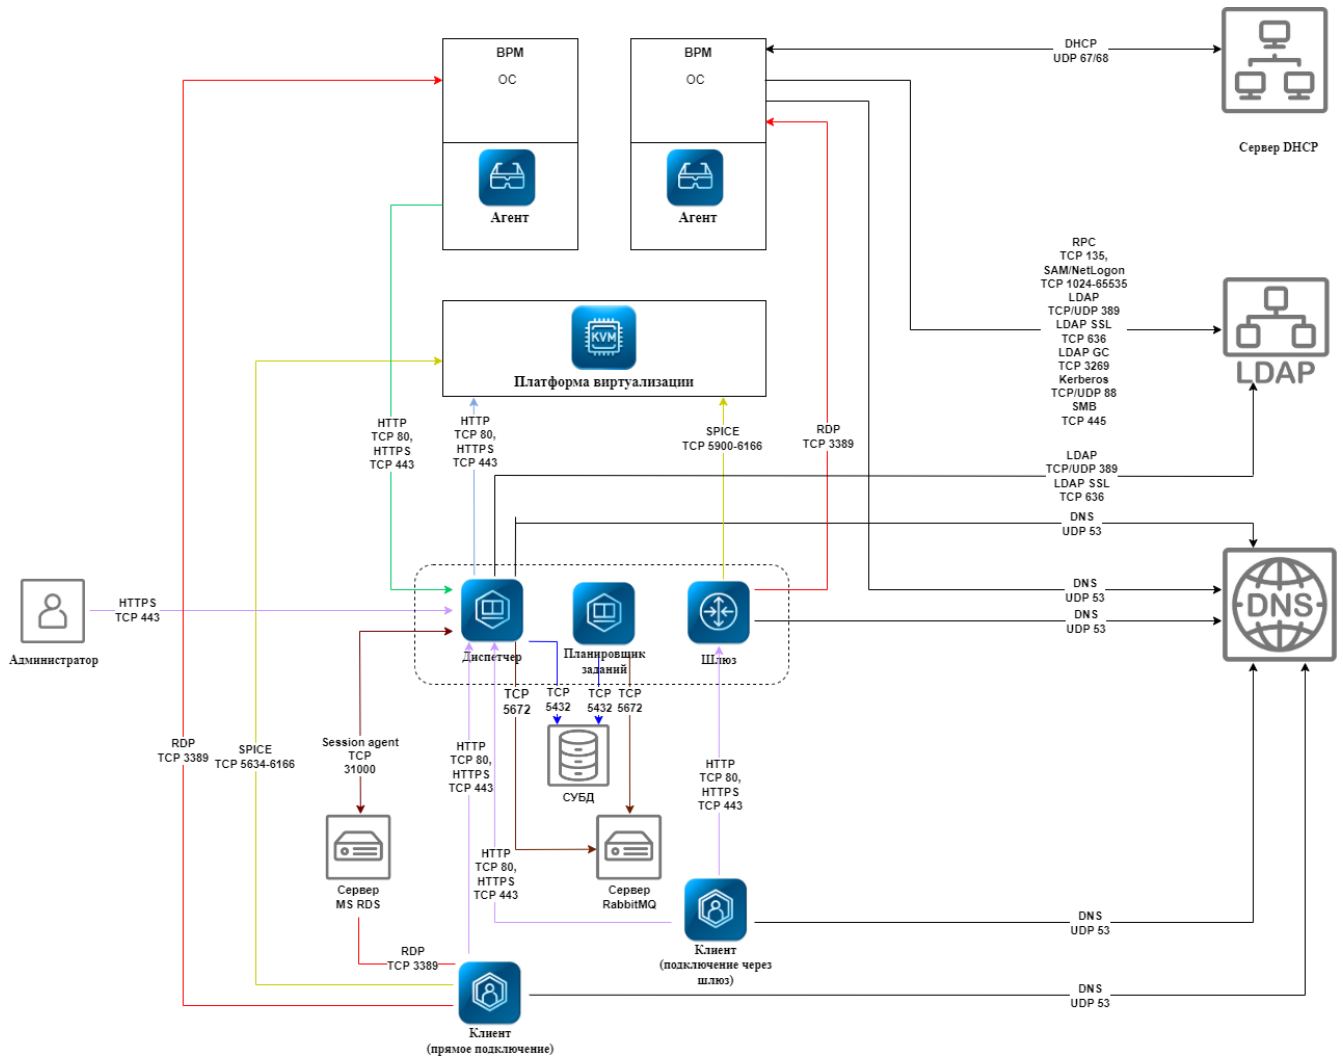 ВРМ
ОС
Агент
ВРМ
ОС
Агент
DHCP
UDP 67/68
Сервер DHCP
KVM
Платформа виртуализации
RPC
TCP 135,
SAM/NetLogon
TCP 1024-65535
LDAP
TCP/UDP 389
LDAP SSL
TCP 636
LDAP GC
TCP 3269
Kerberos
TCP/UDP 88
SMB
TCP 445
LDAP
HTTP
TCP 80,
HTTPS
TCP 443
HTTP
TCP 80,
HTTPS
TCP 443
SPICE
TCP 5900-6166
RDP
TCP 3389
LDAP
TCP/UDP 389
LDAP SSL
TCP 636
DNS
UDP 53
DNS
UDP 53
DNS
UDP 53
DNS
Администратор
HTTPS
TCP 443
Диспетчер
Планировщик
заданий
Шлюз
TCP
5672
TCP
5432
TCP
5432
TCP
5672
RDP
TCP 3389
SPICE
TCP 5634-6166
Session agent
TCP
31000
HTTP
TCP 80,
HTTPS
TCP 443
СУБД
HTTP
TCP 80,
HTTPS
TCP 443
HTTP
TCP 80,
HTTPS
TCP 443
Сервер
MS RDS
Сервер
RabbitMQ
RDP
TCP 3389
Клиент
(подключение через
шлюз)
DNS
UDP 53
DNS
UDP 53
Клиент
(прямое подключение)